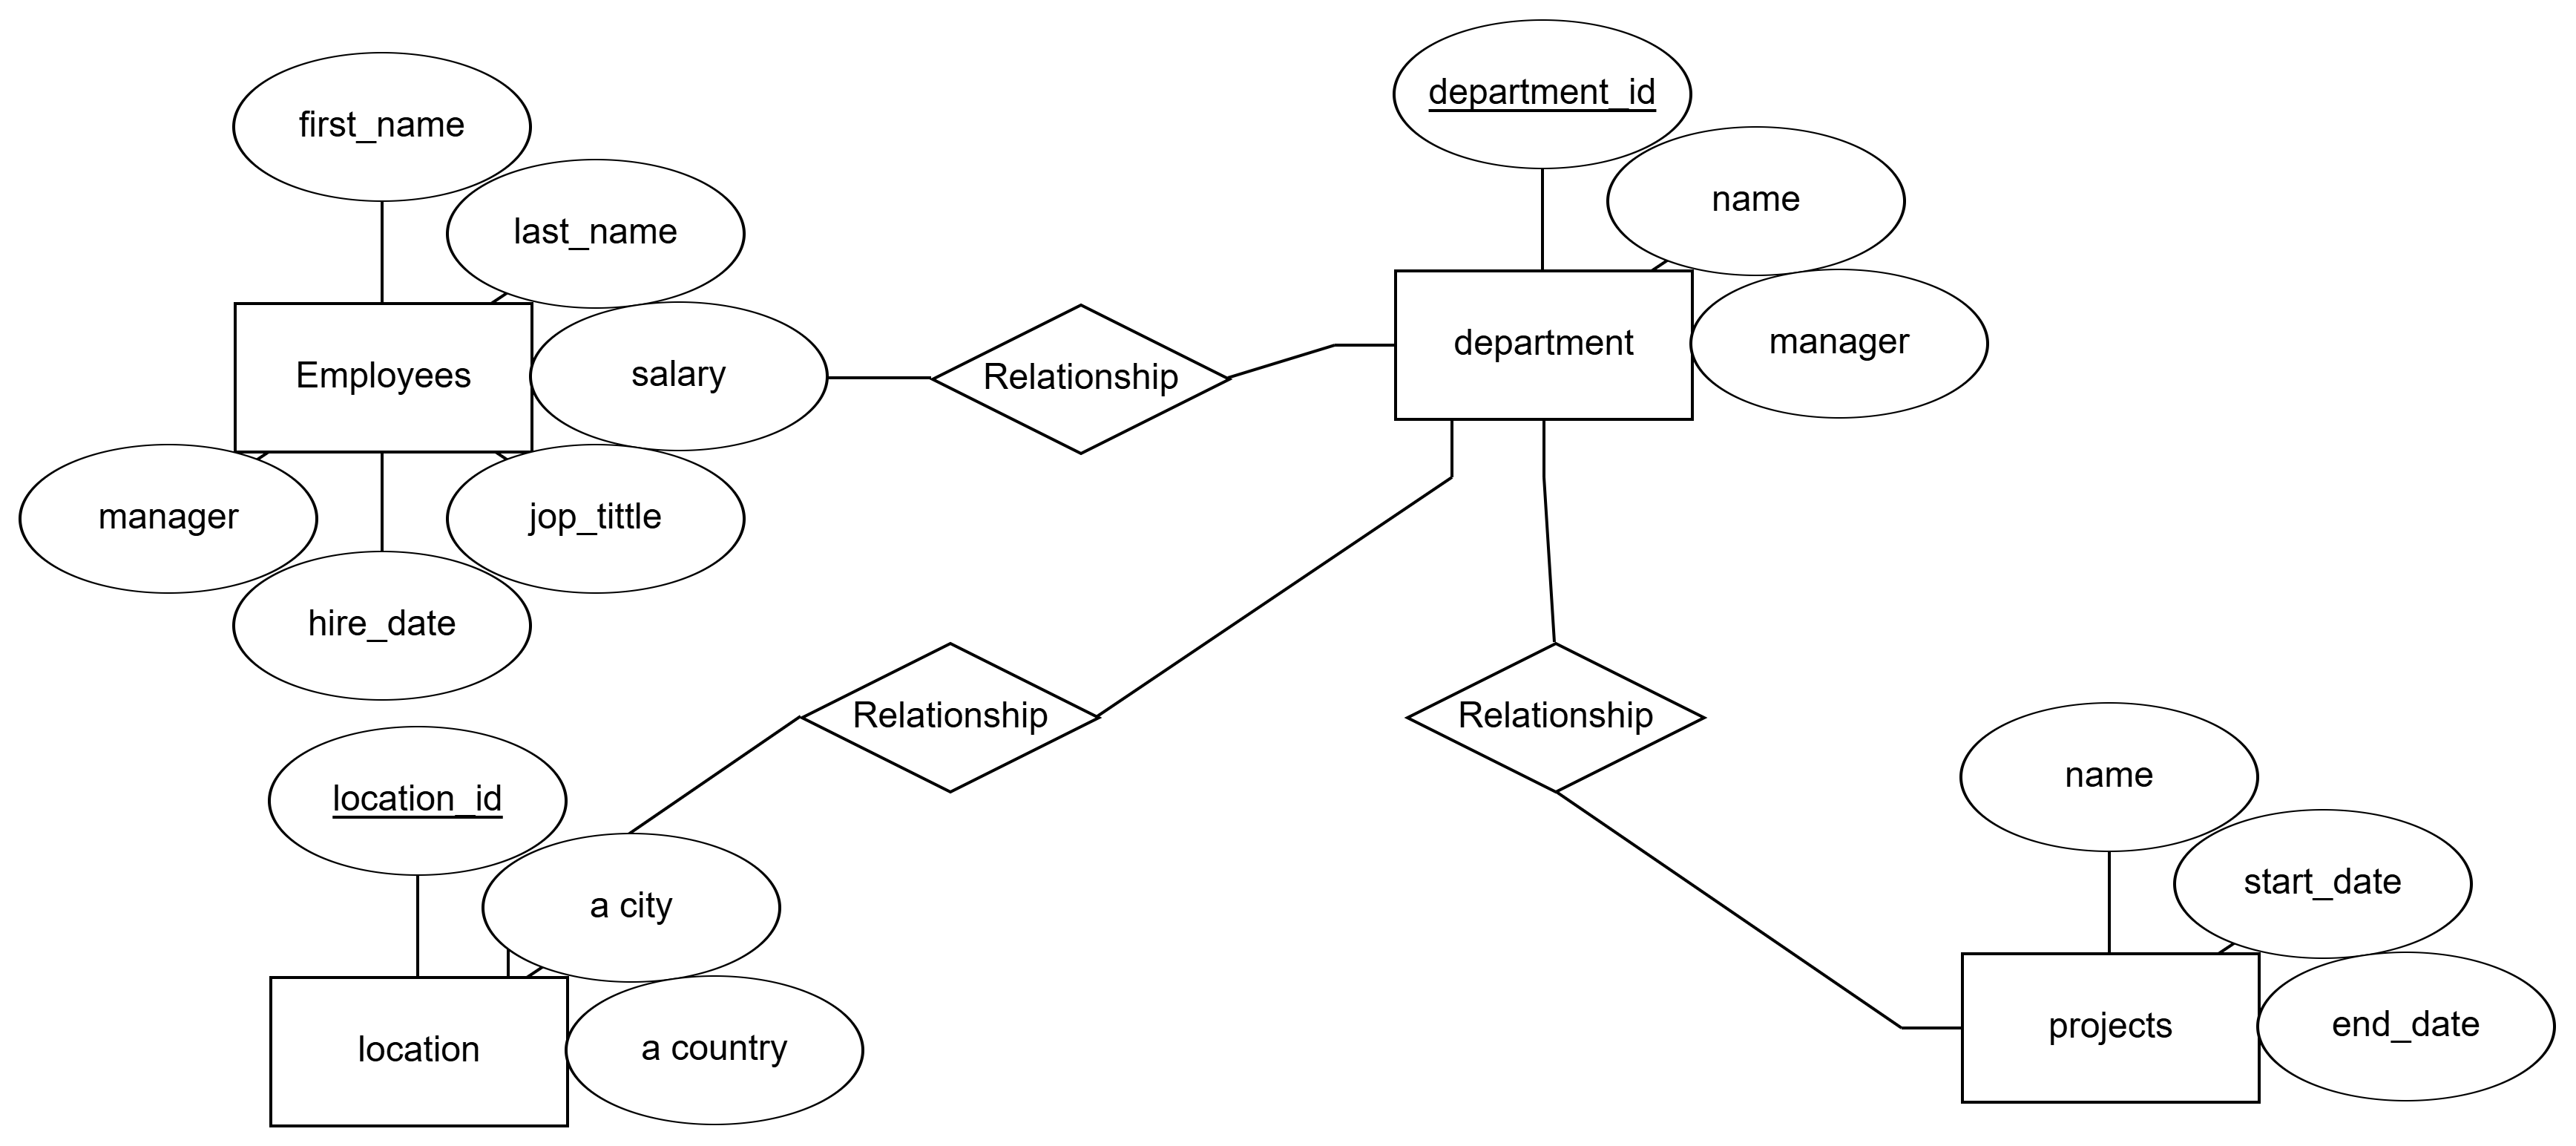 department_id
first_name
name
last_name
department
manager
Employees
salary
Relationship
manager
jop_tittle
hire_date
Relationship
Relationship
location_id
name
a city
start_date
location
a country
projects
end_date